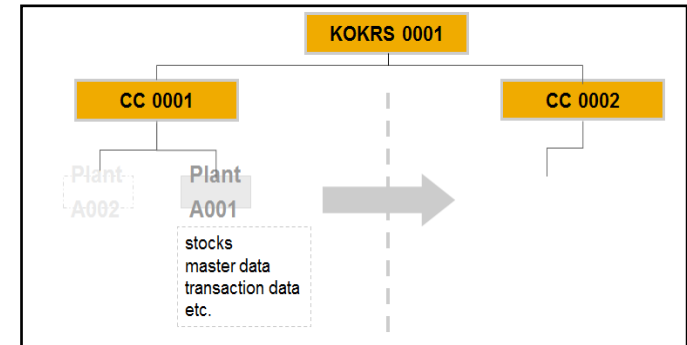 KOKRS 0001
CC 0001
CC 0002
Plant
A002
Plant
A001
stocks
master data
transaction data
etc.